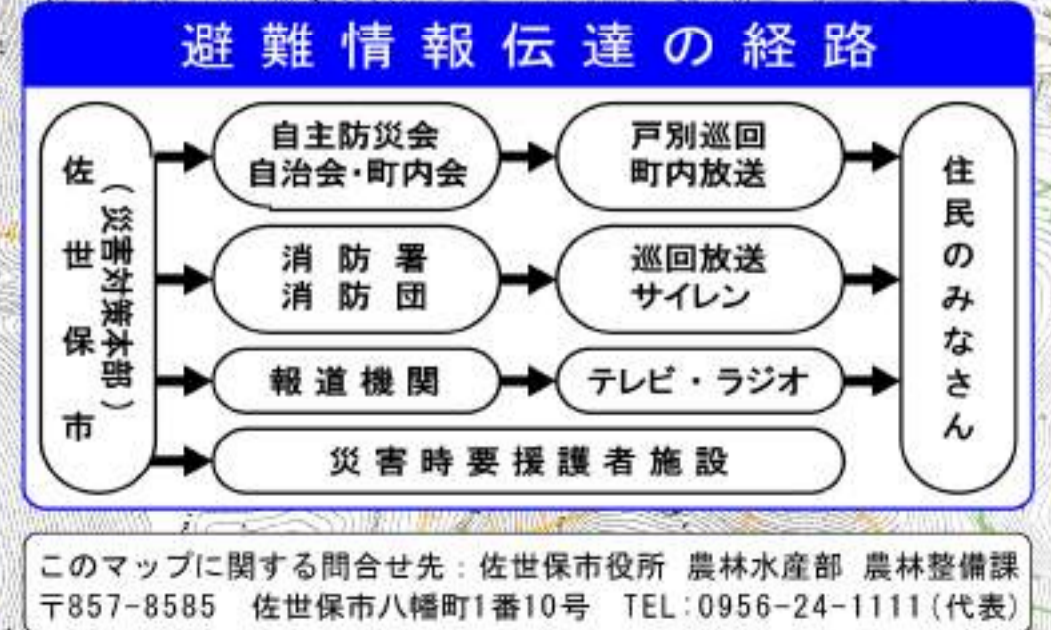 避難情報伝達の経路
佐世保市
（災害対策本部）
自主防災会
自治会・町内会
戸別巡回
町内放送
消防署
消防団
巡回放送
サイレン
報道機関
テレビ・ラジオ
災害時要援護者施設
住民のみなさん
このマップに関する問合せ先：佐世保市役所 農林水産部 農林整備課
〒857-8585 佐世保市八幡町1番10号 TEL:0956-24-1111(代表)